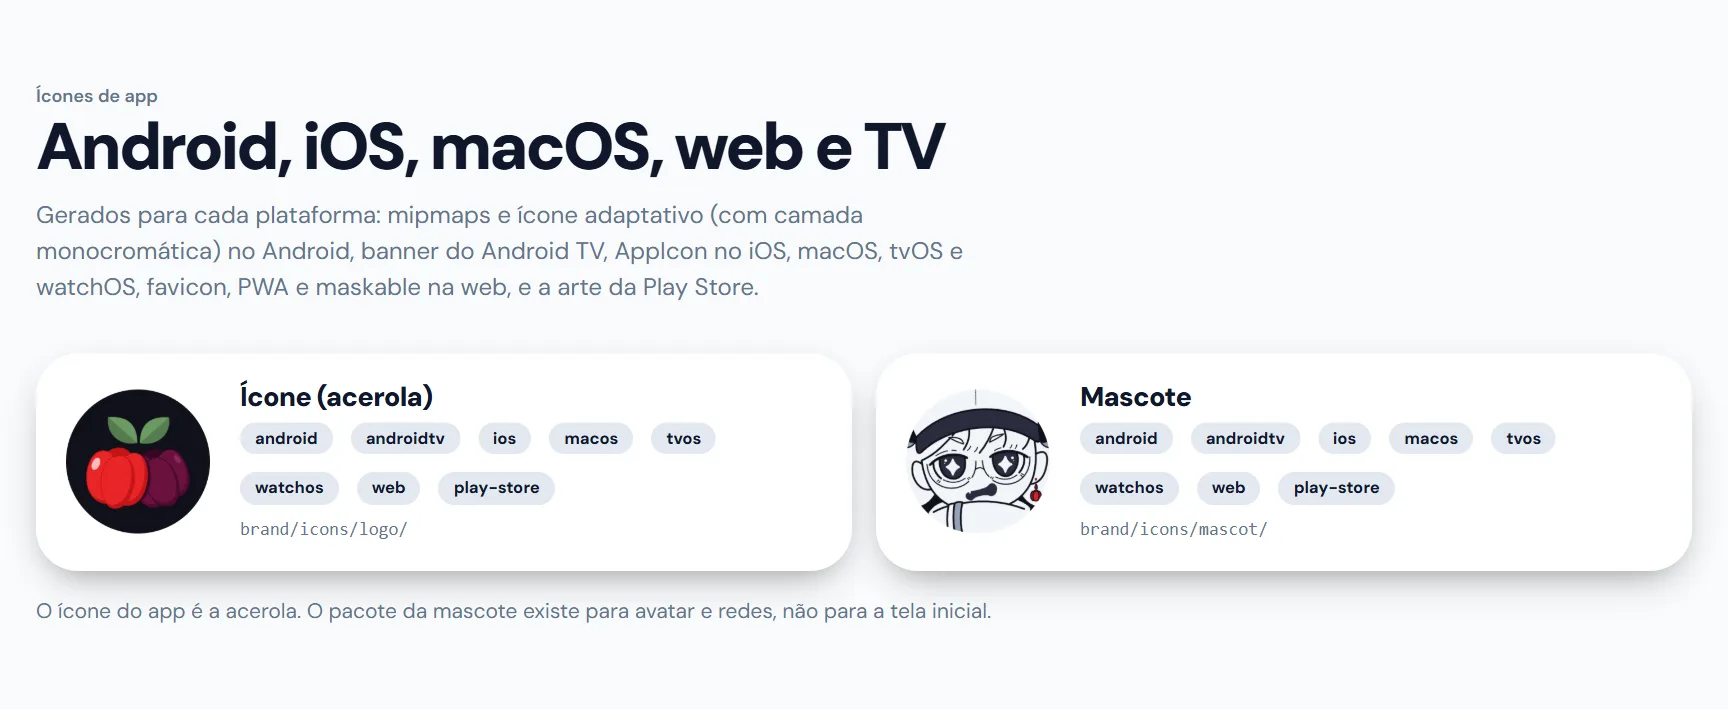 Ícones de app
Android, iOS, macOS, web e TV
Gerados para cada plataforma: mipmaps e ícone adaptativo (com camada
monocromática) no Android, banner do Android TV, AppIcon no iOS, macOS, tvOS e
watchOS, favicon, PWA e maskable na web, e a arte da Play Store.
Ícone (acerola)
android androidtv ios macos tvos
watchos web play-store
brand/icons/logo/
Mascote
android androidtv ios macos tvos
watchos web play-store
brand/icons/mascot/
O ícone do app é a acerola. O pacote da mascote existe para avatar e redes, não para a tela inicial.